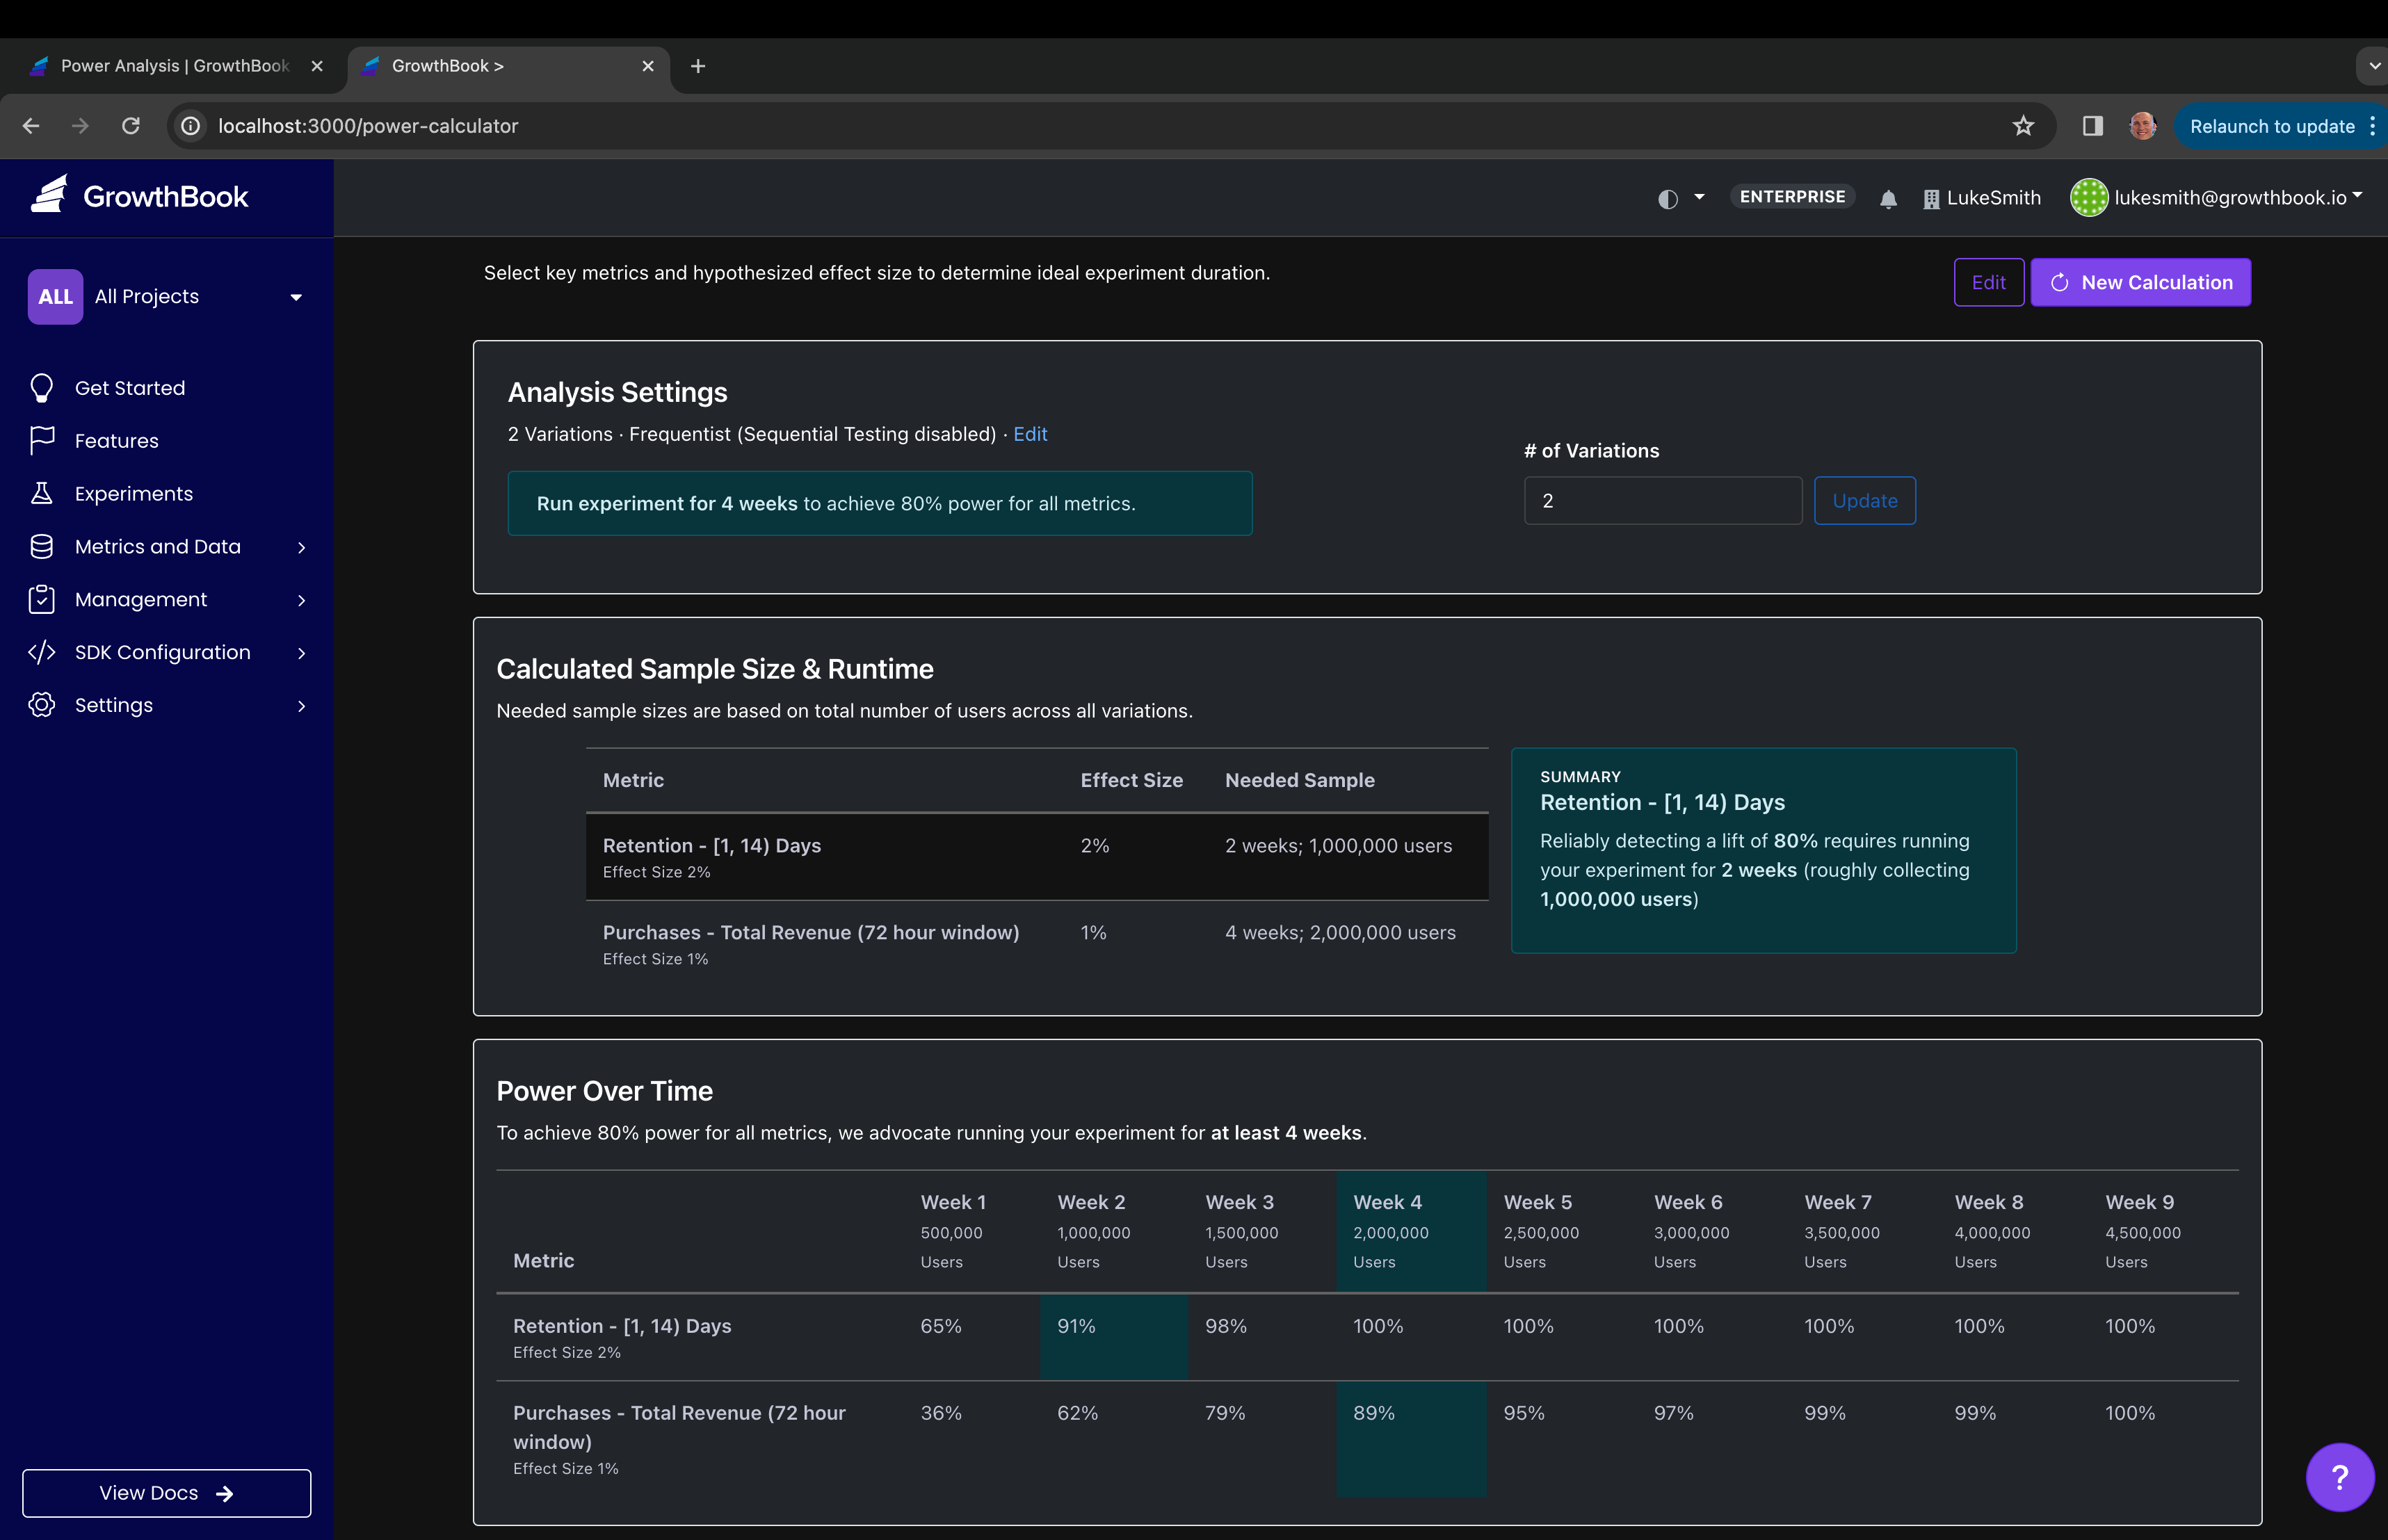 Power Analysis | GrowthBook
GrowthBook >
localhost:3000/power-calculator
Relaunch to update
GrowthBook
ENTERPRISE
LukeSmith
lukesmith@growthbook.io
ALL
All Projects
Get Started
Features
Experiments
Metrics and Data
Management
SDK Configuration
Settings
View Docs
Select key metrics and hypothesized effect size to determine ideal experiment duration.
Edit
New Calculation
Analysis Settings
2 Variations · Frequentist (Sequential Testing disabled) · Edit
Run experiment for 4 weeks to achieve 80% power for all metrics.
# of Variations
2
Update
Calculated Sample Size & Runtime
Needed sample sizes are based on total number of users across all variations.
Metric Effect Size Needed Sample
Retention - [1, 14) Days 2% 2 weeks; 1,000,000 users
Effect Size 2%
Purchases - Total Revenue (72 hour window) 1% 4 weeks; 2,000,000 users
Effect Size 1%
SUMMARY
Retention - [1, 14) Days
Reliably detecting a lift of 80% requires running
your experiment for 2 weeks (roughly collecting
1,000,000 users)
Power Over Time
To achieve 80% power for all metrics, we advocate running your experiment for at least 4 weeks.
Week 1 Week 2 Week 3 Week 4 Week 5 Week 6 Week 7 Week 8 Week 9
500,000 1,000,000 1,500,000 2,000,000 2,500,000 3,000,000 3,500,000 4,000,000 4,500,000
Metric Users Users Users Users Users Users Users Users Users
Retention - [1, 14) Days 65% 91% 98% 100% 100% 100% 100% 100% 100%
Effect Size 2%
Purchases - Total Revenue (72 hour 36% 62% 79% 89% 95% 97% 99% 99% 100%
window)
Effect Size 1%
?